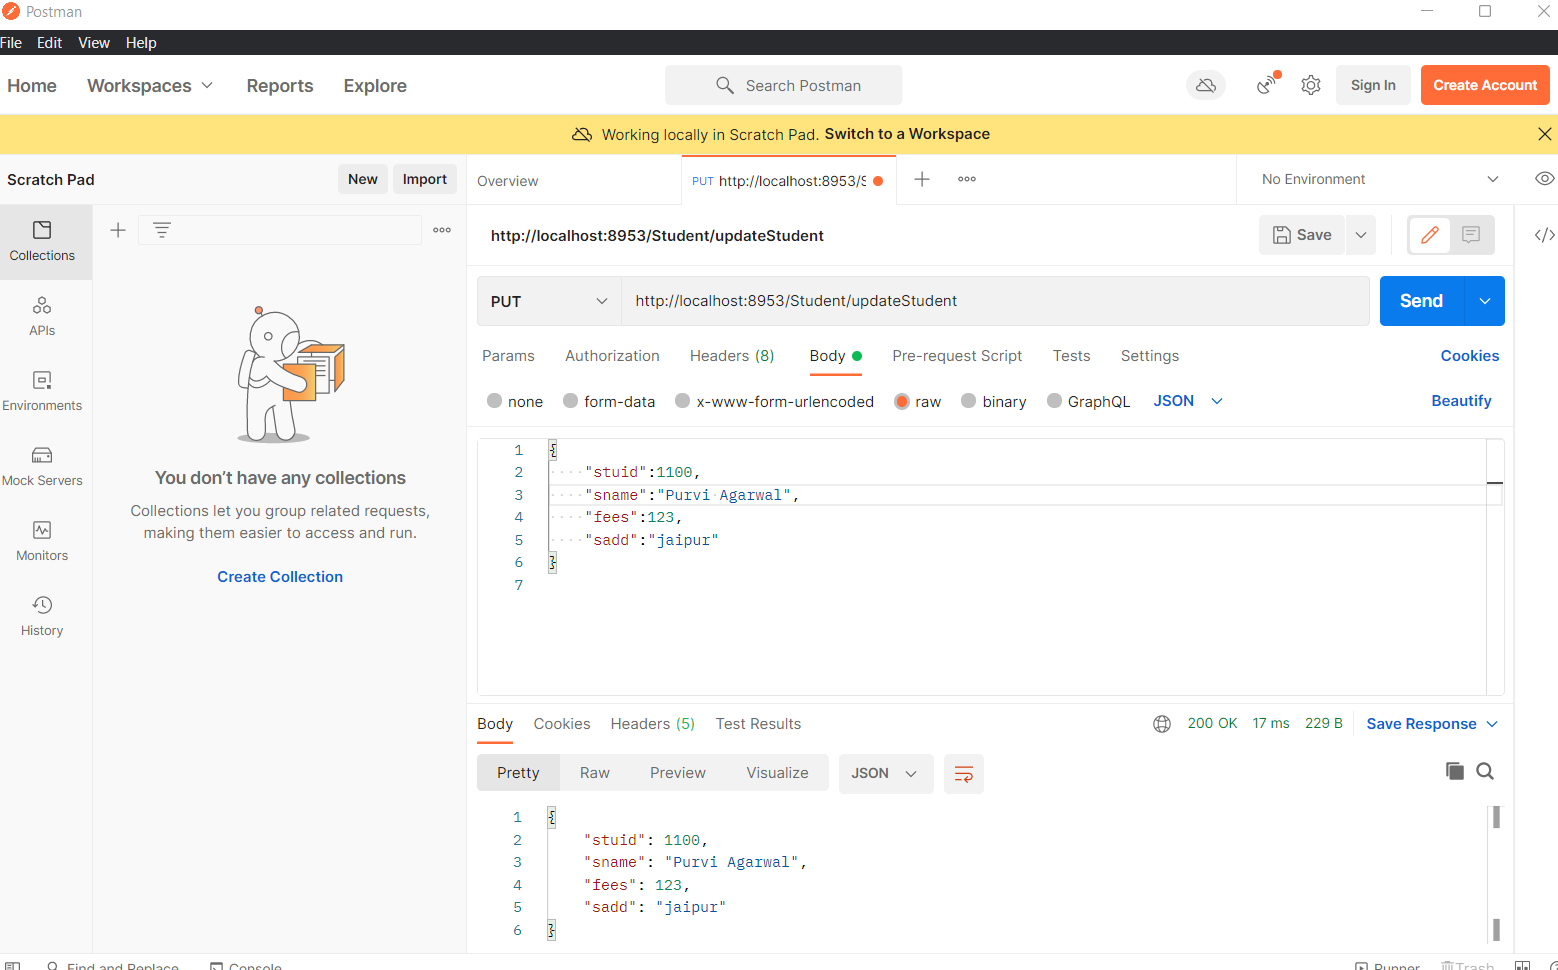 Postman
File Edit View Help
Home Workspaces Reports Explore Search Postman Sign In Create Account
Working locally in Scratch Pad. Switch to a Workspace
Scratch Pad New Import Overview PUT http://localhost:8953/S No Environment
Collections
APIs
Environments
Mock Servers
Monitors
History
You don't have any collections
Collections let you group related requests,
making them easier to access and run.
Create Collection
http://localhost:8953/Student/updateStudent Save
PUT http://localhost:8953/Student/updateStudent Send
Params Authorization Headers (8) Body Pre-request Script Tests Settings Cookies
none form-data x-www-form-urlencoded raw binary GraphQL JSON Beautify
1 {
2 "stuid":1100,
3 "sname":"Purvi Agarwal",
4 "fees":123,
5 "sadd":"jaipur"
6 }
7
Body Cookies Headers (5) Test Results 200 OK 17 ms 229 B Save Response
Pretty Raw Preview Visualize JSON
1 {
2 "stuid": 1100,
3 "sname": "Purvi Agarwal",
4 "fees": 123,
5 "sadd": "jaipur"
6 }
Find and Replace Console Runner Trash